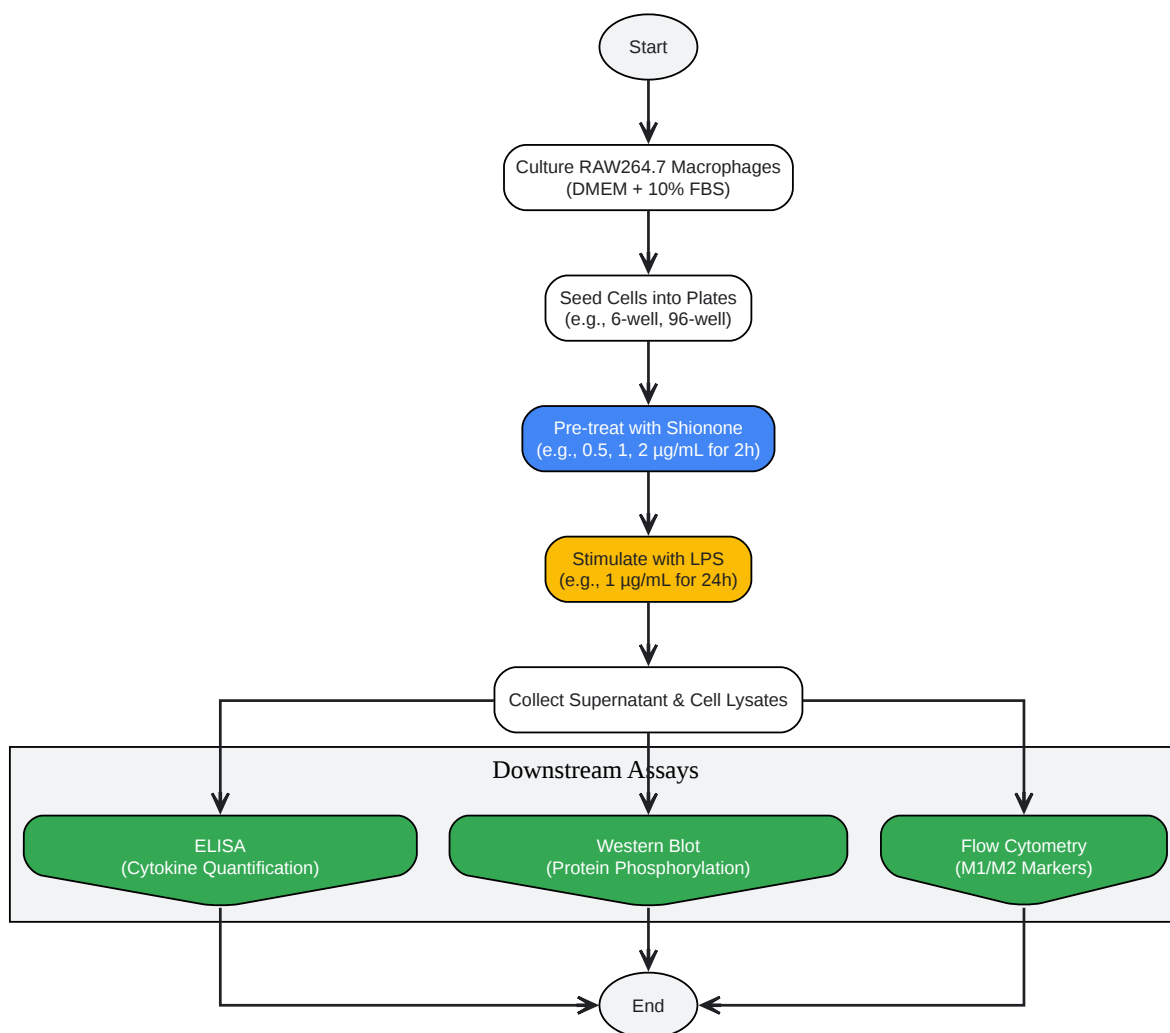 Start
Culture RAW264.7 Macrophages
(DMEM + 10% FBS)
Seed Cells into Plates
(e.g., 6-well, 96-well)
Pre-treat with Shionone
(e.g., 0.5, 1, 2 µg/mL for 2h)
Stimulate with LPS
(e.g., 1 µg/mL for 24h)
Collect Supernatant & Cell Lysates
Downstream Assays
ELISA
(Cytokine Quantification)
Western Blot
(Protein Phosphorylation)
Flow Cytometry
(M1/M2 Markers)
End